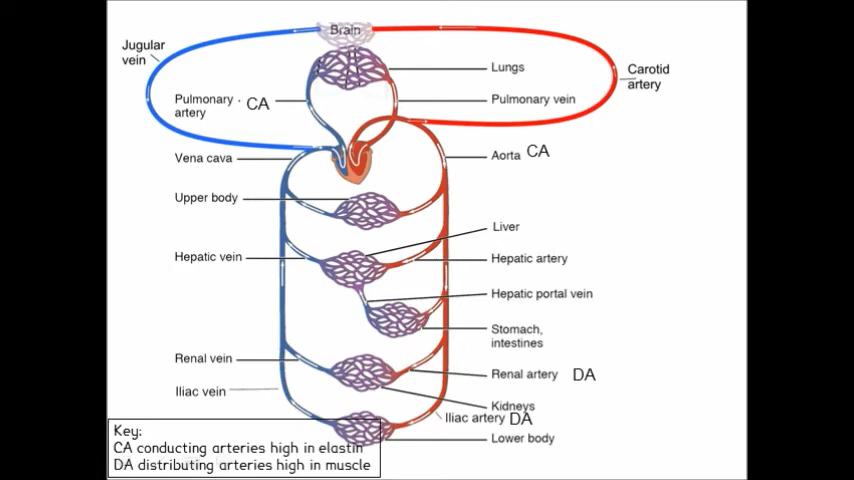 Brain
Jugular
vein
Carotid
artery
Lungs
Pulmonary
artery
CA
Pulmonary vein
Vena cava
Aorta CA
Upper body
Liver
Hepatic vein
Hepatic artery
Hepatic portal vein
Stomach,
intestines
Renal vein
Renal artery DA
Iliac vein
Kidneys
Iliac artery DA
Lower body
Key:
CA conducting arteries high in elastin
DA distributing arteries high in muscle